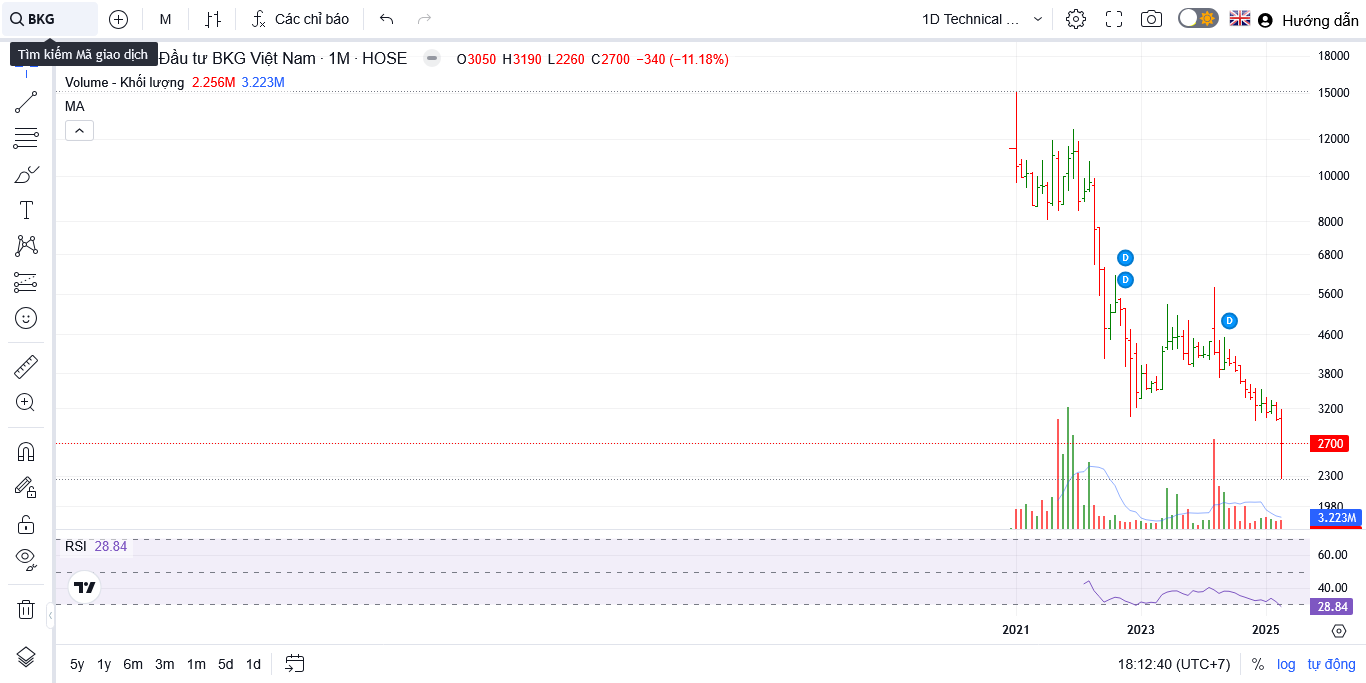 BKG
M
Các chỉ báo
1D Technical ...
Hướng dẫn
Tìm kiếm Mã giao dịch
Đầu tư BKG Việt Nam · 1M · HOSE
O3050 H3190 L2260 C2700 −340 (−11.18%)
Volume - Khối lượng 2.256M 3.223M
MA
18000
15000
12000
10000
8000
6800
5600
4600
3800
3200
2700
2300
1980
3.223M
D
D
D
RSI 28.84
60.00
40.00
28.84
2021
2023
2025
5y 1y 6m 3m 1m 5d 1d
18:12:40 (UTC+7)
% log tự động